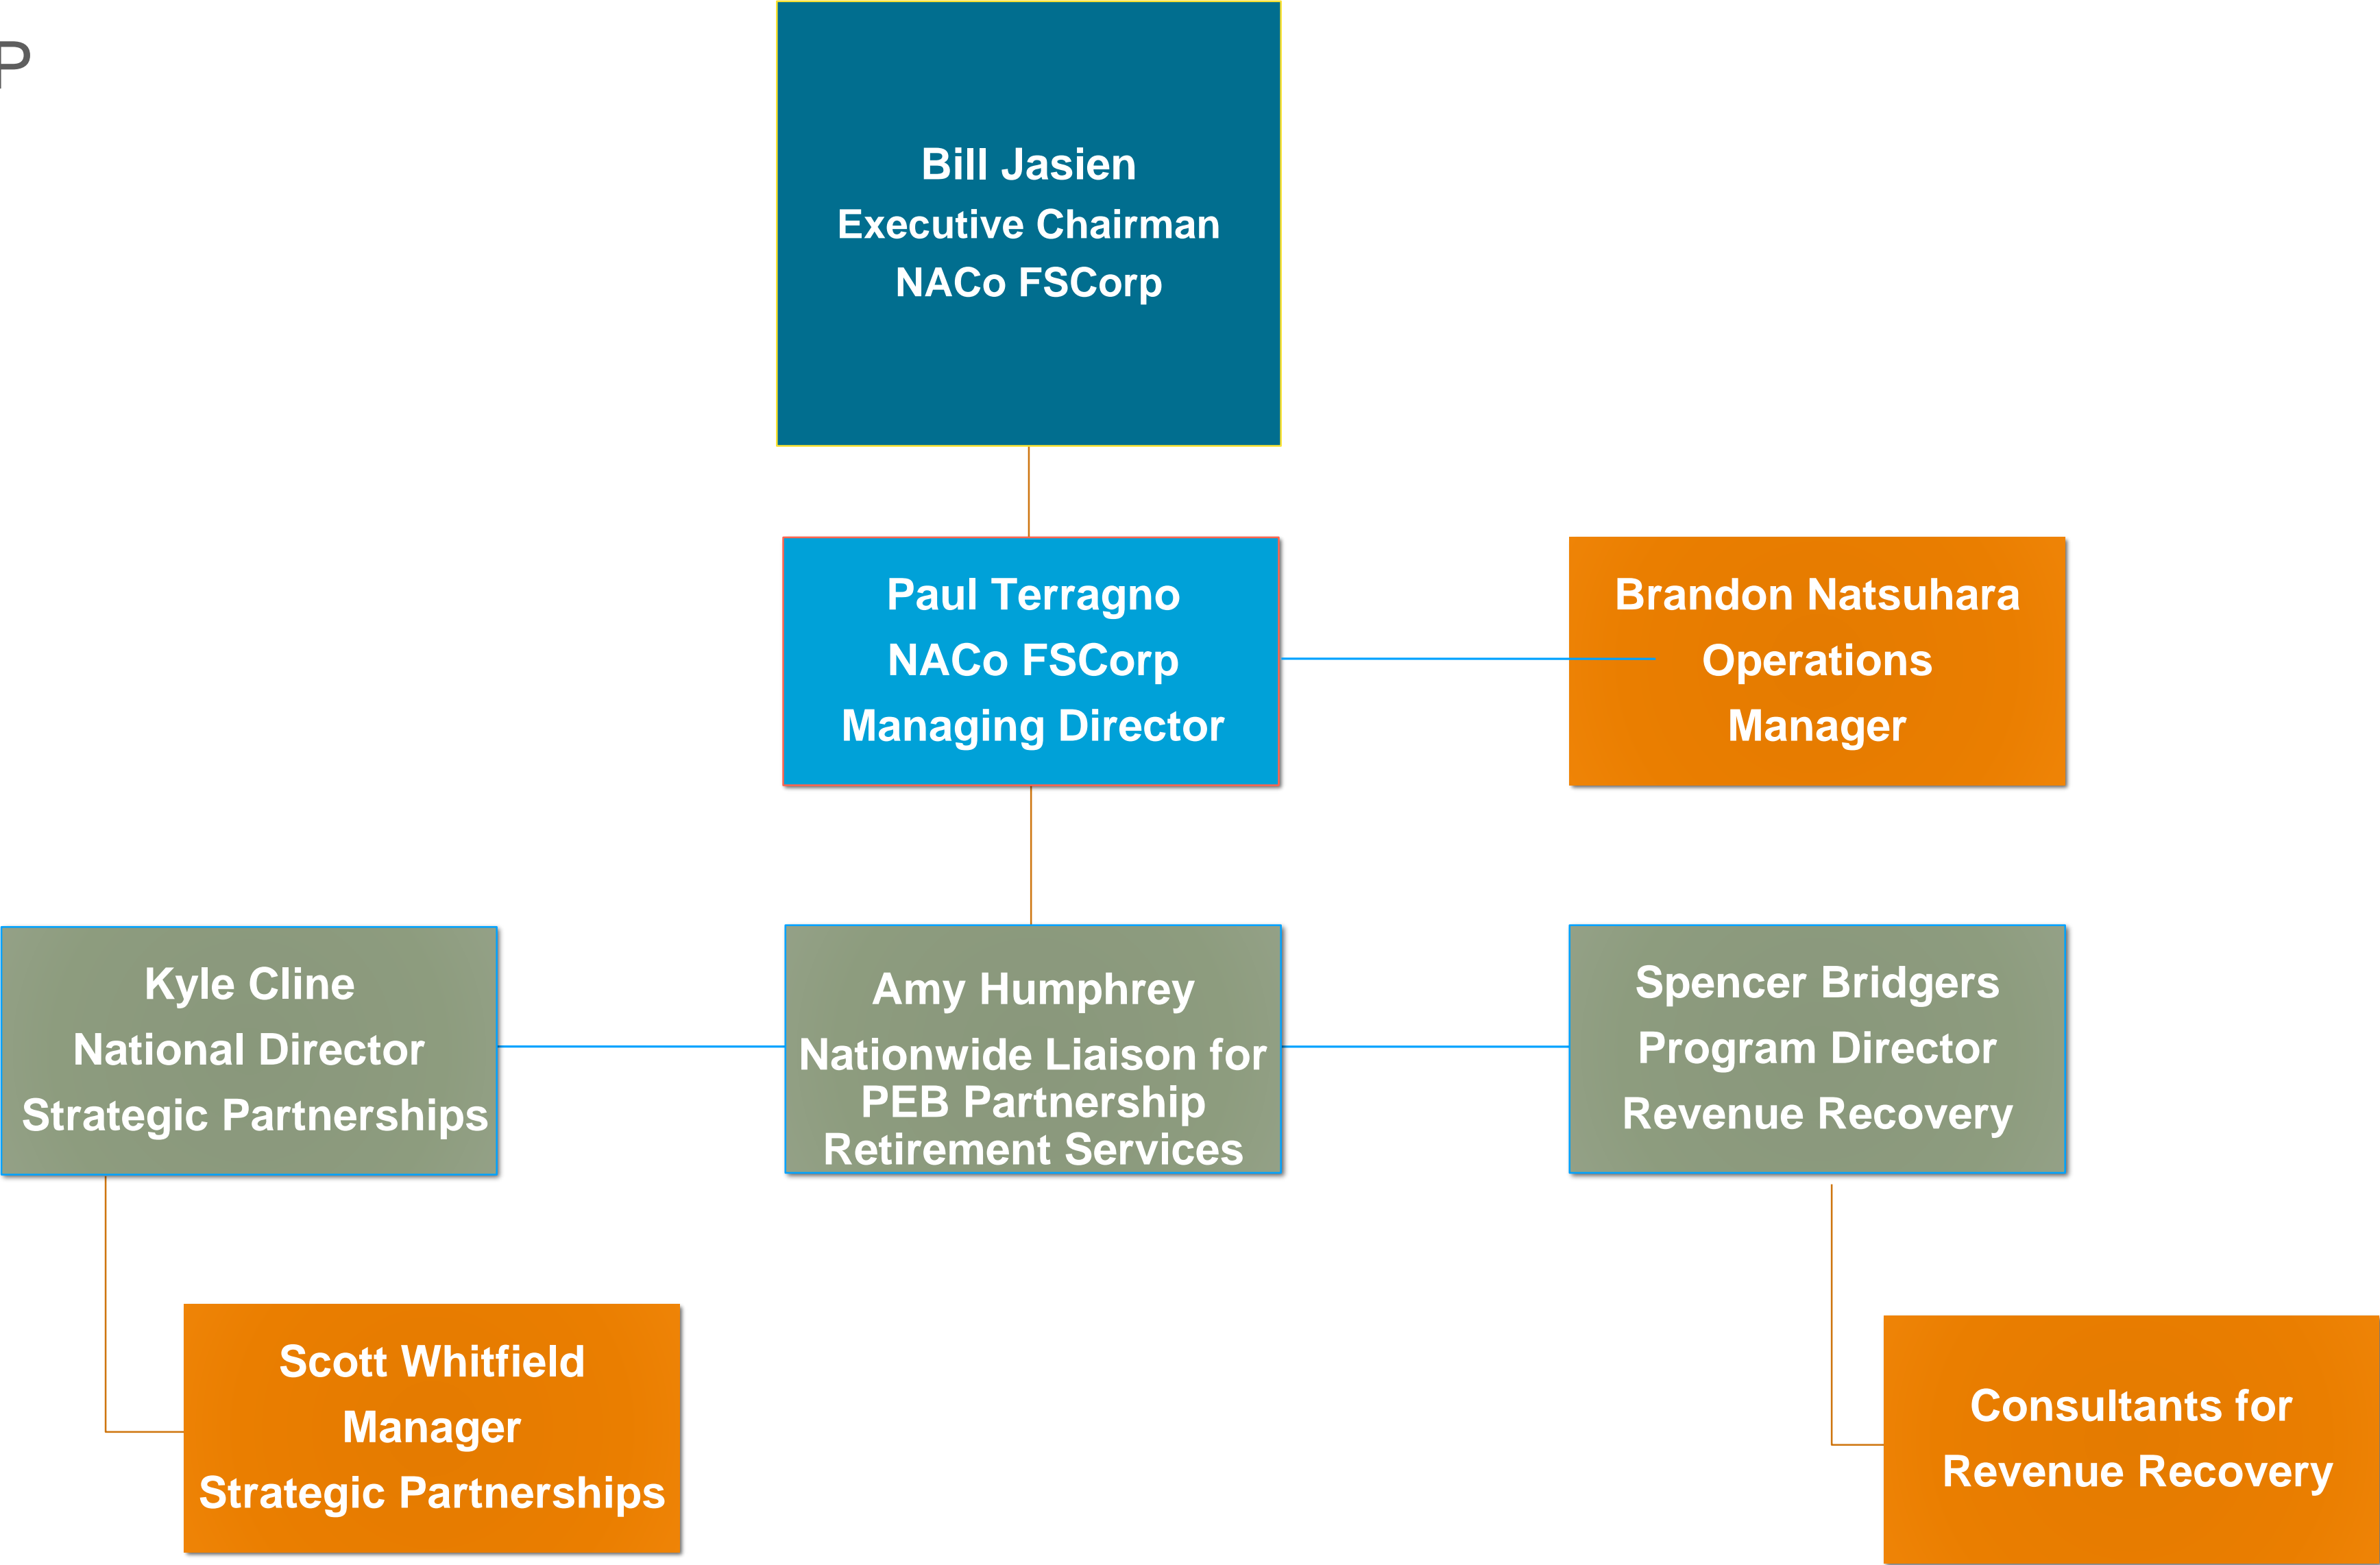 P
Bill Jasien
Executive Chairman
NACo FSCorp
Paul Terragno
NACo FSCorp
Managing Director
Brandon Natsuhara
Operations
Manager
Kyle Cline
National Director
Strategic Partnerships
Amy Humphrey
Nationwide Liaison for
PEB Partnership
Retirement Services
Spencer Bridgers
Program Director
Revenue Recovery
Scott Whitfield
Manager
Strategic Partnerships
Consultants for
Revenue Recovery